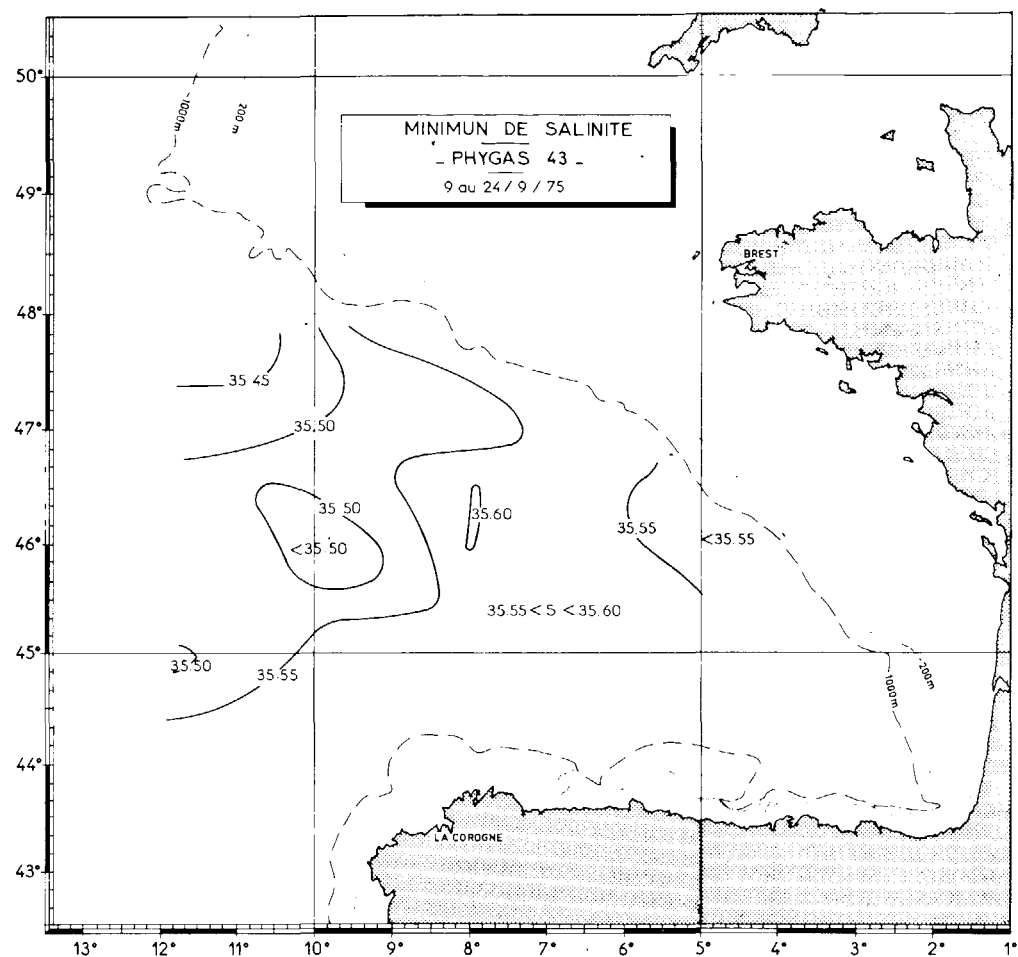 50°
-1000m
200 m
MINIMUN DE SALINITE
- PHYGAS 43 -
9 au 24/9/75
49°
BREST
48°
35 45
35.50
47°
35.50
35.60
35.55
<35.55
<35.50
46°
35.55<S<35.60
45°
35.50
35.55
-200m
-1000m
44°
LA COROGNE
43°
13° 11° 10° 9° 8° 7° 6° 5° 4° 3° 2° 1°